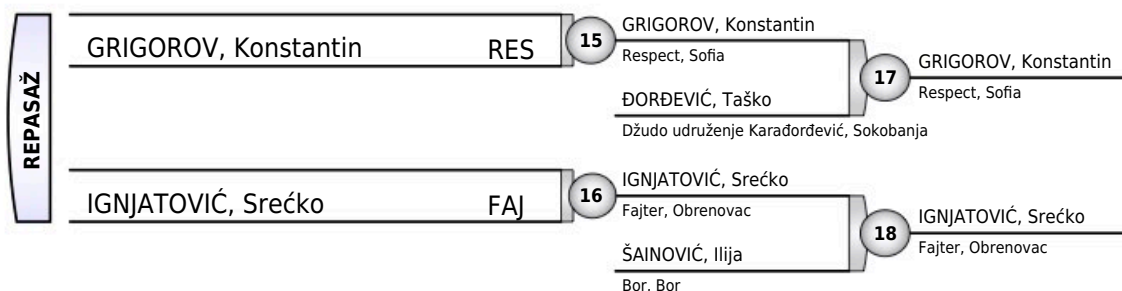 REPASAŽ
GRIGOROV, Konstantin RES
15
GRIGOROV, Konstantin
Respect, Sofia
ĐORĐEVIĆ, Taško
Džudo udruženje Karađorđević, Sokobanja
17
GRIGOROV, Konstantin
Respect, Sofia
IGNJATOVIĆ, Srećko FAJ
16
IGNJATOVIĆ, Srećko
Fajter, Obrenovac
ŠAINOVIĆ, Ilija
Bor, Bor
18
IGNJATOVIĆ, Srećko
Fajter, Obrenovac